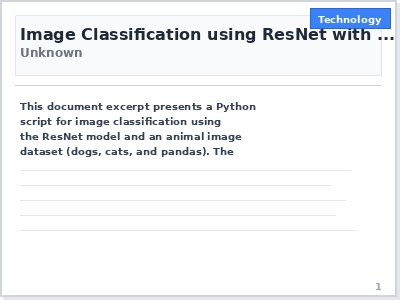 Technology
Image Classification using ResNet with ...
Unknown
This document excerpt presents a Python
script for image classification using
the ResNet model and an animal image
dataset (dogs, cats, and pandas). The
1